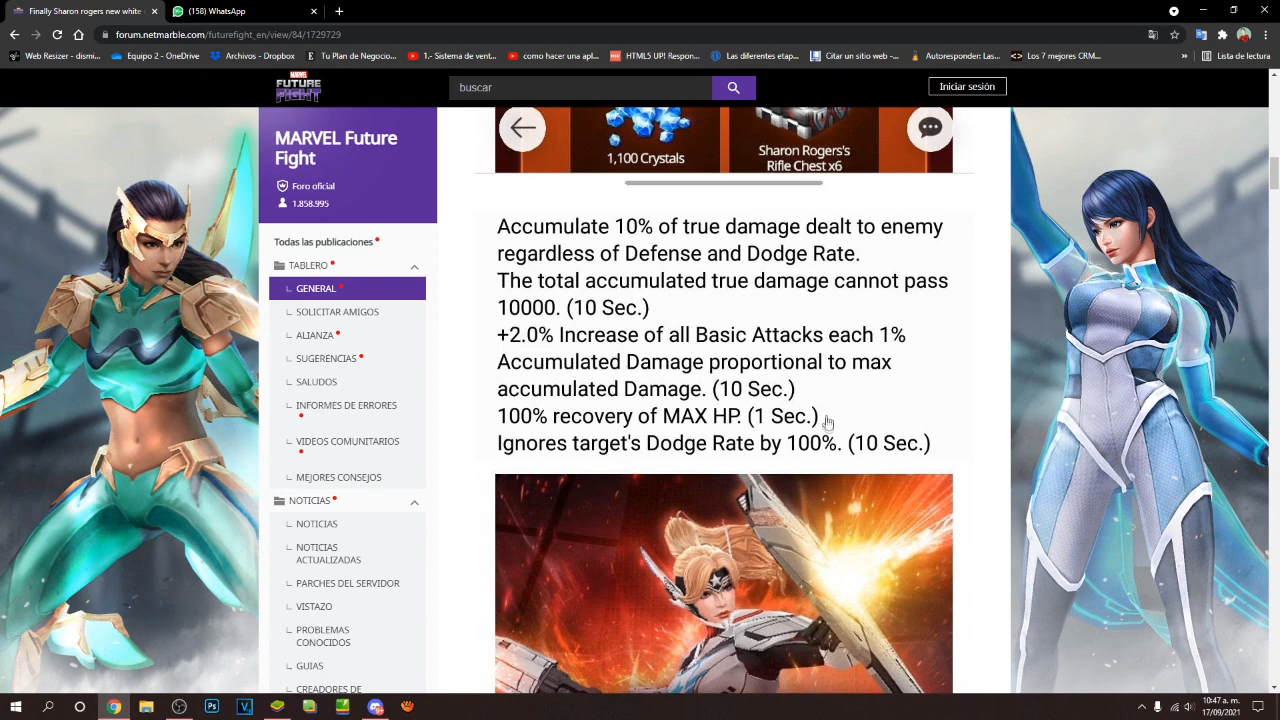 Finally Sharon rogers new unifor
(158) WhatsApp
forum.netmarble.com/futurefight_en/view/84/1729729
Web Resizer - dismi...
Equipo 2 - OneDrive
Archivos - Dropbox
Tu Plan de Negocio...
1.- Sistema de vent...
como hacer una apl...
HTML5 UP! Respon...
Las diferentes etap...
Citar un sitio web -...
Autoresponder: Las...
Los 7 mejores CRM...
»
Lista de lectura
MARVEL
FUTURE
FIGHT
buscar
Iniciar sesión
MARVEL Future
Fight
Foro oficial
1.858.995
Todas las publicaciones
TABLERO
GENERAL
SOLICITAR AMIGOS
ALIANZA
SUGERENCIAS
SALUDOS
INFORMES DE ERRORES
VIDEOS COMUNITARIOS
MEJORES CONSEJOS
NOTICIAS
NOTICIAS
NOTICIAS
ACTUALIZADAS
PARCHES DEL SERVIDOR
VISTAZO
PROBLEMAS
CONOCIDOS
GUIAS
CREADORES DE
1,100 Crystals
Sharon Rogers's
Rifle Chest x6
Accumulate 10% of true damage dealt to enemy
regardless of Defense and Dodge Rate.
The total accumulated true damage cannot pass
10000. (10 Sec.)
+2.0% Increase of all Basic Attacks each 1%
Accumulated Damage proportional to max
accumulated Damage. (10 Sec.)
100% recovery of MAX HP. (1 Sec.)
Ignores target's Dodge Rate by 100%. (10 Sec.)
10:47 a. m.
17/09/2021